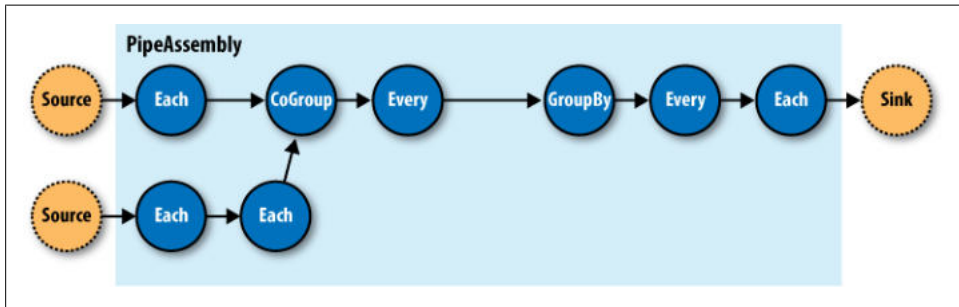 PipeAssembly
Source
Each
CoGroup
Every
GroupBy
Every
Each
Sink
Source
Each
Each